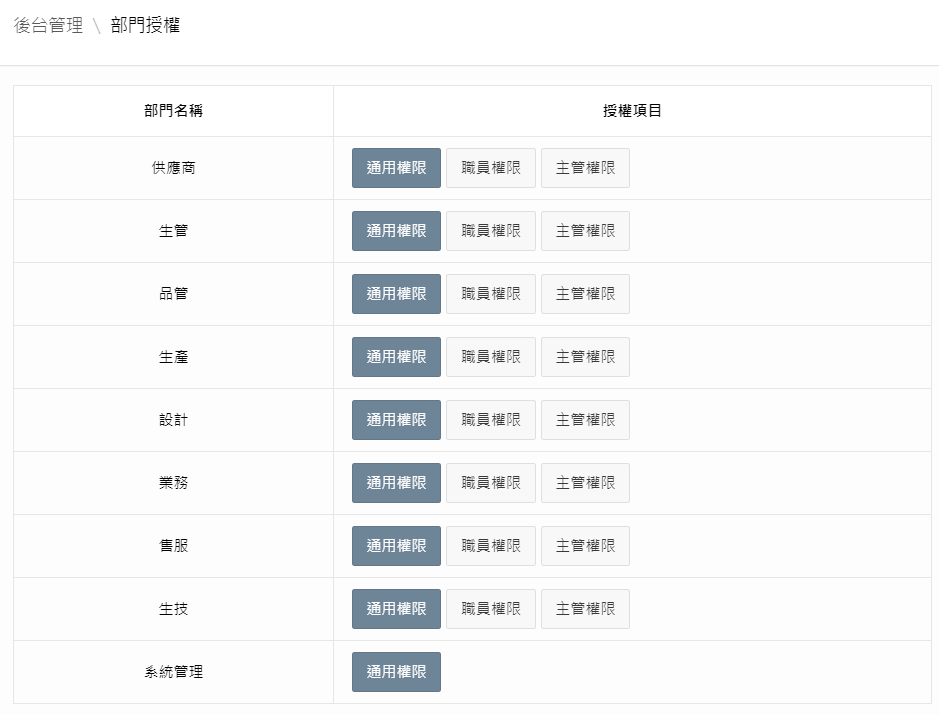 後台管理 \ 部門授權
部門名稱 授權項目
供應商 通用權限 職員權限 主管權限
生管 通用權限 職員權限 主管權限
品管 通用權限 職員權限 主管權限
生產 通用權限 職員權限 主管權限
設計 通用權限 職員權限 主管權限
業務 通用權限 職員權限 主管權限
售服 通用權限 職員權限 主管權限
生技 通用權限 職員權限 主管權限
系統管理 通用權限